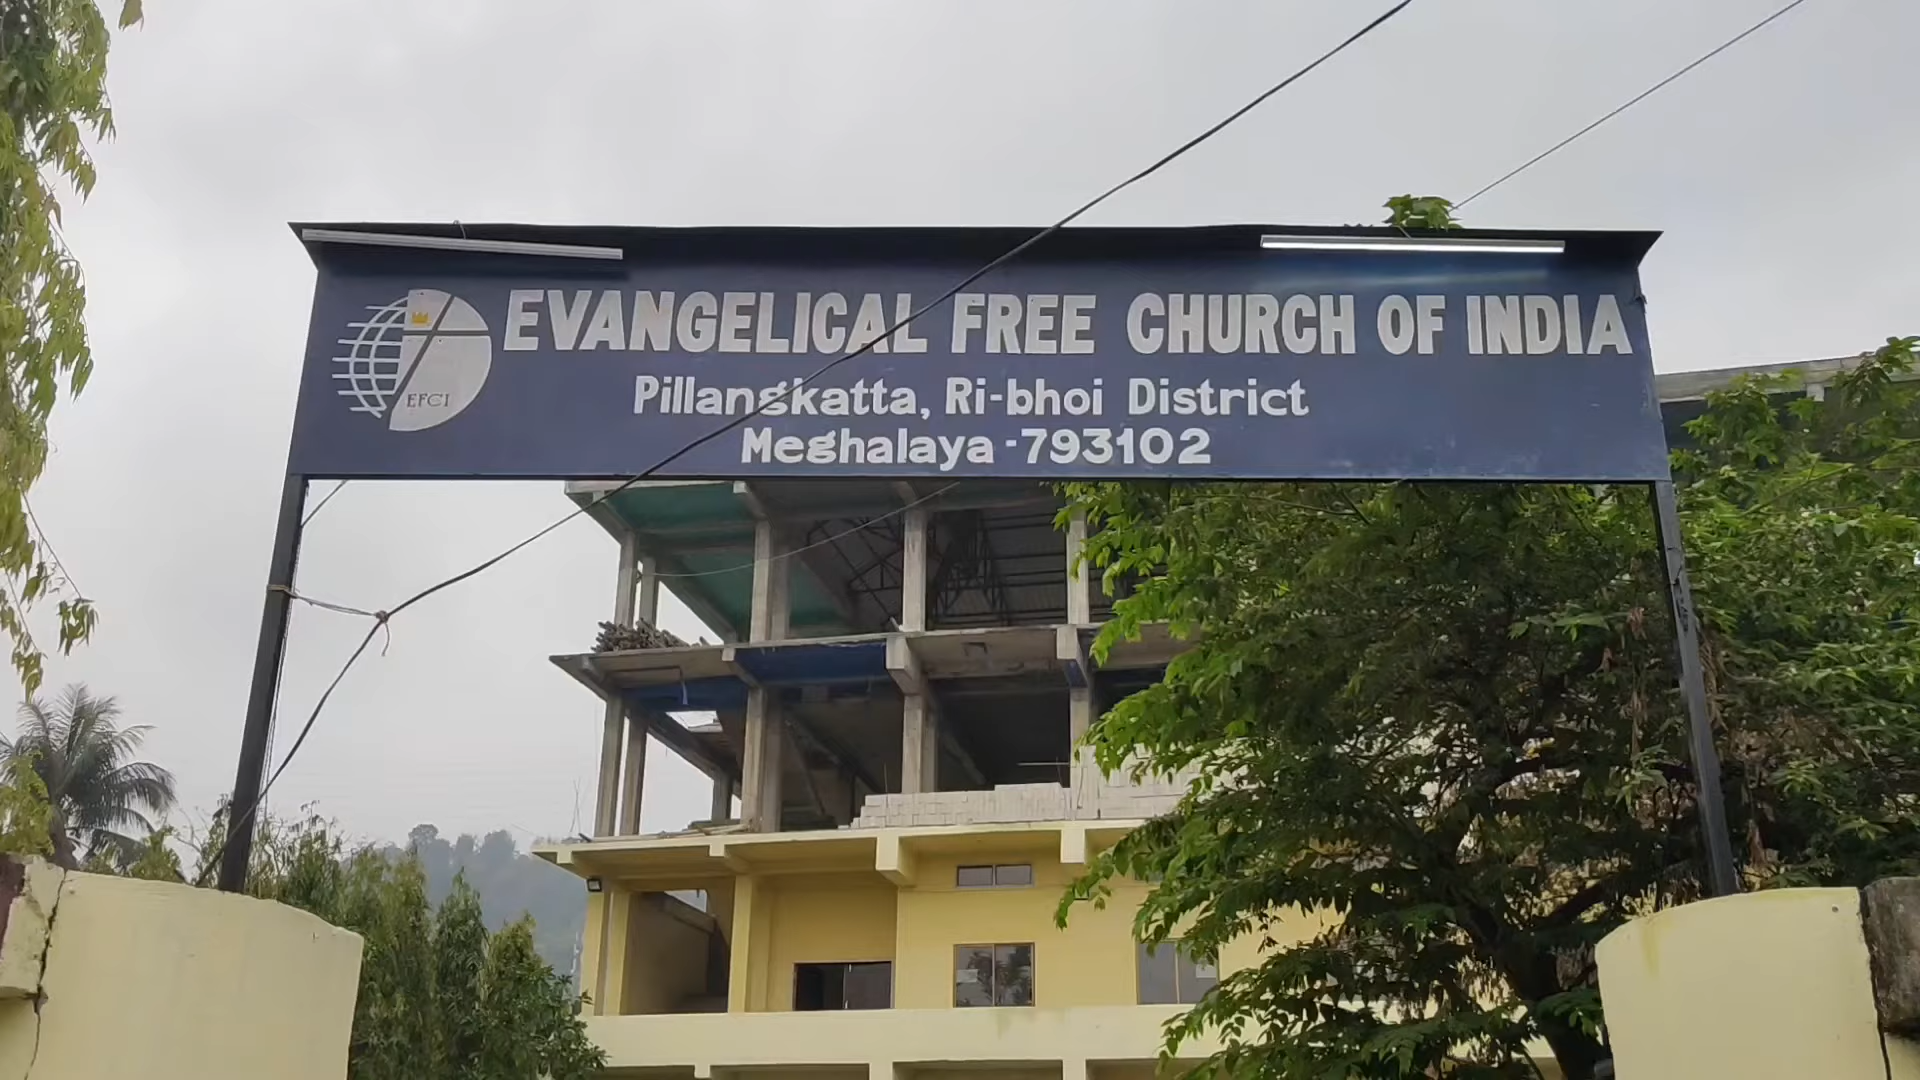 EVANGELICAL FREE CHURCH OF INDIA
EFCI
Pillangkatta, Ri-bhoi District
Meghalaya -793102